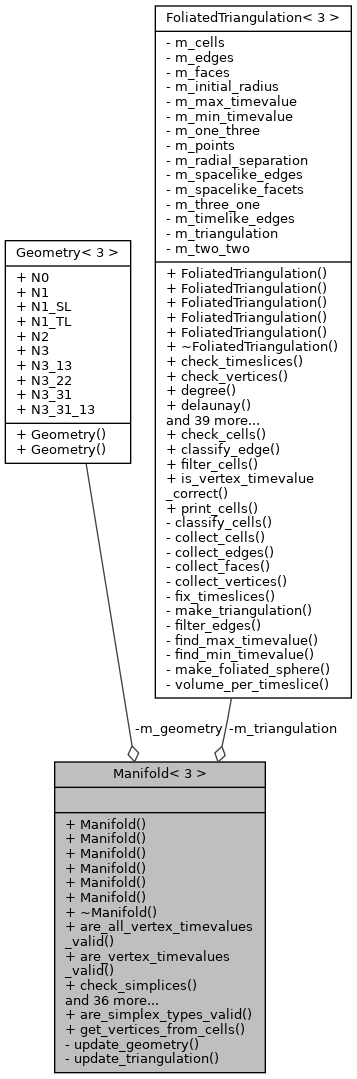 FoliatedTriangulation< 3 >
- m_cells
- m_edges
- m_faces
- m_initial_radius
- m_max_timevalue
- m_min_timevalue
- m_one_three
- m_points
- m_radial_separation
- m_spacelike_edges
- m_spacelike_facets
- m_three_one
- m_timelike_edges
- m_triangulation
- m_two_two
+ FoliatedTriangulation()
+ FoliatedTriangulation()
+ FoliatedTriangulation()
+ FoliatedTriangulation()
+ FoliatedTriangulation()
+ ~FoliatedTriangulation()
+ check_timeslices()
+ check_vertices()
+ degree()
+ delaunay()
and 39 more...
+ check_cells()
+ classify_edge()
+ filter_cells()
+ is_vertex_timevalue
_correct()
+ print_cells()
- classify_cells()
- collect_cells()
- collect_edges()
- collect_faces()
- collect_vertices()
- fix_timeslices()
- make_triangulation()
- filter_edges()
- find_max_timevalue()
- find_min_timevalue()
- make_foliated_sphere()
- volume_per_timeslice()
Geometry< 3 >
+ N0
+ N1
+ N1_SL
+ N1_TL
+ N2
+ N3
+ N3_13
+ N3_22
+ N3_31
+ N3_31_13
+ Geometry()
+ Geometry()
-m_geometry
-m_triangulation
Manifold< 3 >
+ Manifold()
+ Manifold()
+ Manifold()
+ Manifold()
+ Manifold()
+ Manifold()
+ ~Manifold()
+ are_all_vertex_timevalues
_valid()
+ are_vertex_timevalues
_valid()
+ check_simplices()
and 36 more...
+ are_simplex_types_valid()
+ get_vertices_from_cells()
- update_geometry()
- update_triangulation()